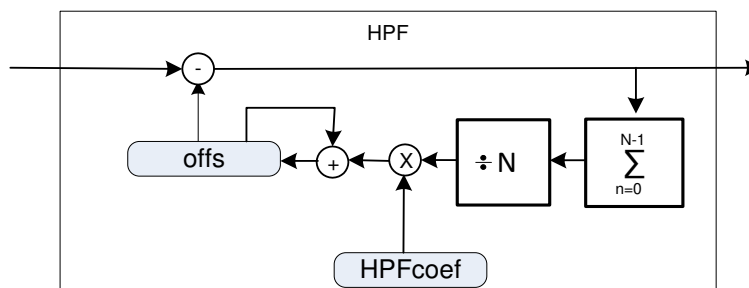 HPF
-
offs
+
X
÷ N
N-1
∑
n=0
HPFcoef